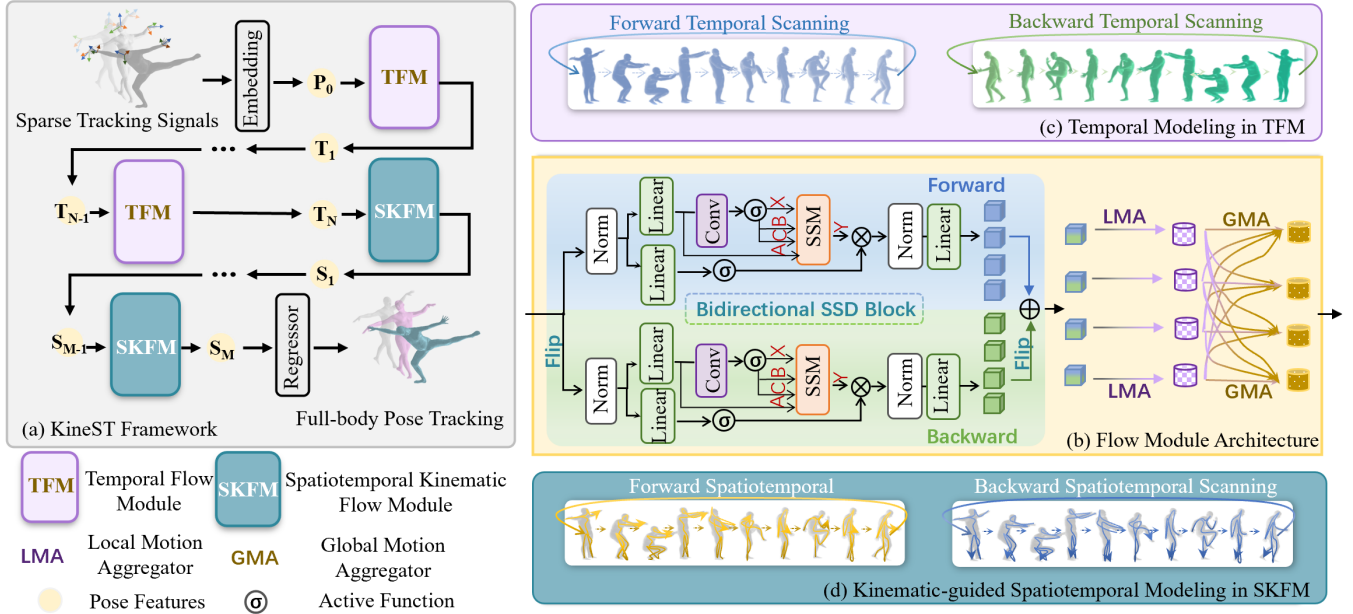 Sparse Tracking Signals
Embedding
P0
TFM
T1
...
TN-1
TFM
TN
SKFM
S1
...
SM-1
SKFM
SM
Regressor
Full-body Pose Tracking
(a) KineST Framework
TFM
Temporal Flow
Module
SKFM
Spatiotemporal Kinematic
Flow Module
LMA
Local Motion
Aggregator
GMA
Global Motion
Aggregator
Pose Features
σ
Active Function
Forward Temporal Scanning
Backward Temporal Scanning
(c) Temporal Modeling in TFM
Forward
Norm
Linear
Linear
Conv
σ
X
ACB
SSM
Y
σ
Norm
Linear
Bidirectional SSD Block
Flip
Norm
Linear
Linear
Conv
σ
X
ACB
SSM
Y
σ
Norm
Linear
Flip
Backward
LMA
GMA
LMA
GMA
(b) Flow Module Architecture
Forward Spatiotemporal
Backward Spatiotemporal Scanning
(d) Kinematic-guided Spatiotemporal Modeling in SKFM